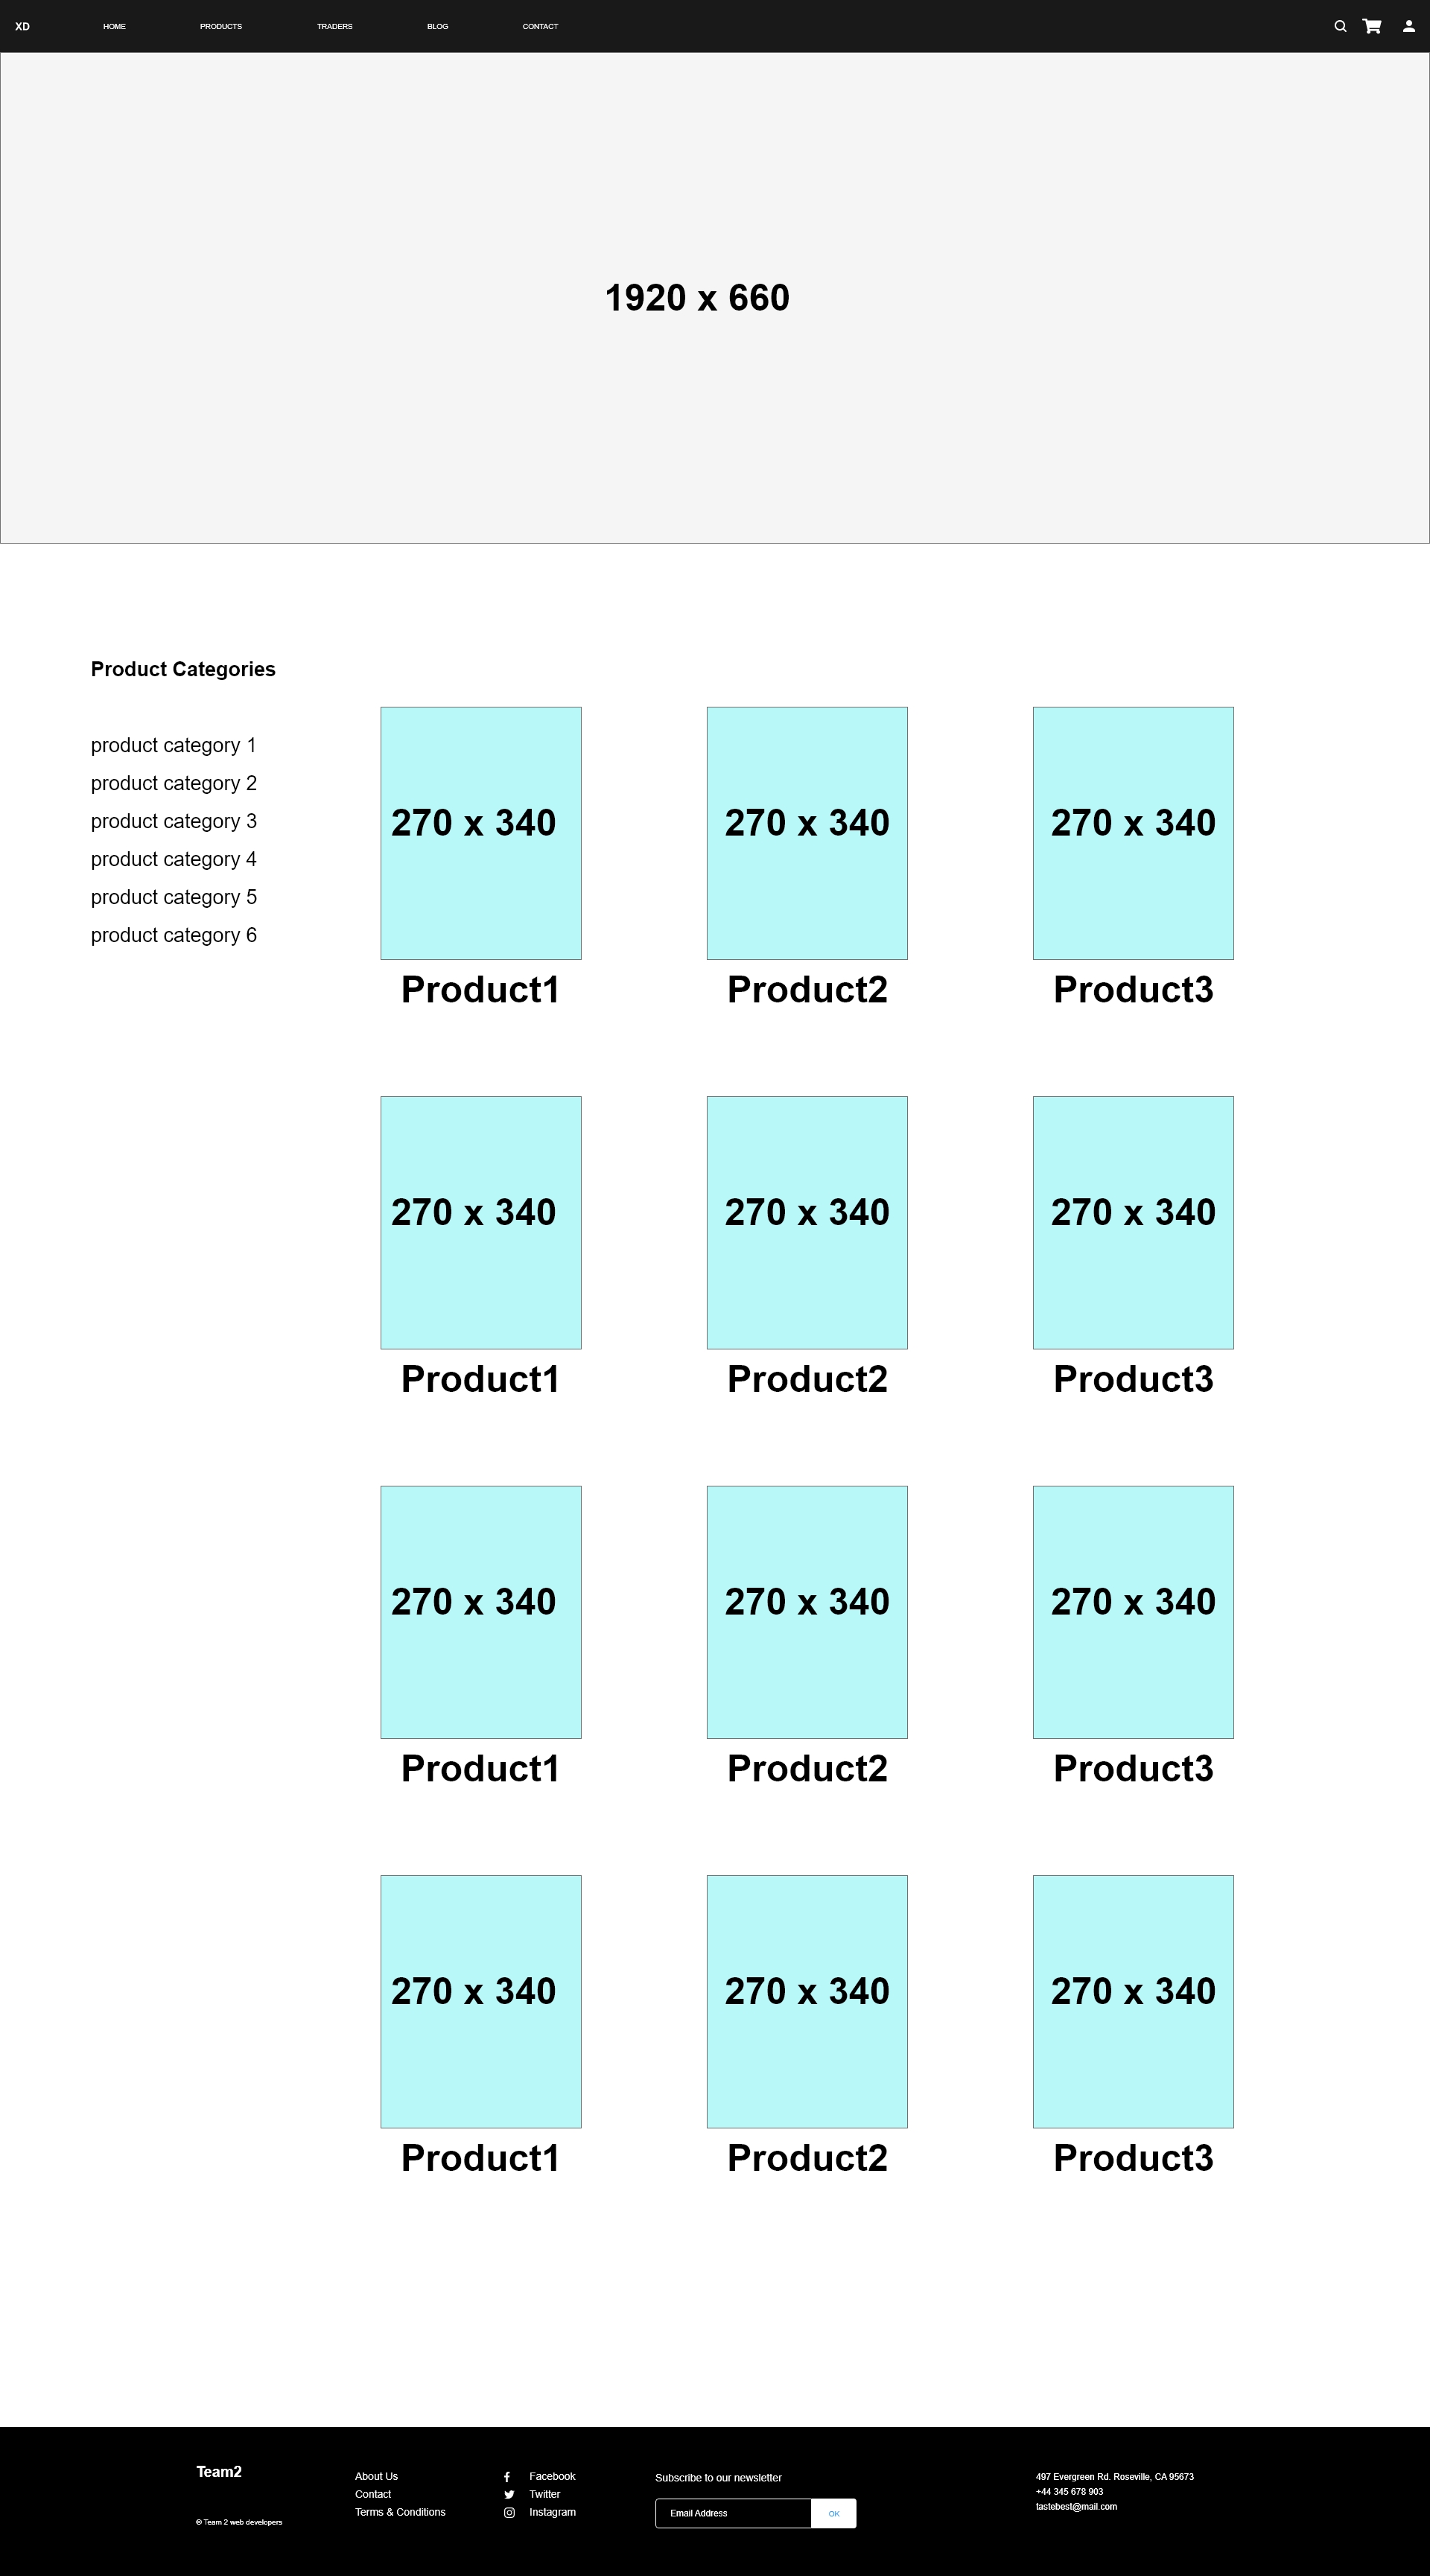 XD HOME PRODUCTS TRADERS BLOG CONTACT
1920 x 660
Product Categories
product category 1
product category 2
product category 3
product category 4
product category 5
product category 6
270 x 340 270 x 340 270 x 340
Product1 Product2 Product3
270 x 340 270 x 340 270 x 340
Product1 Product2 Product3
270 x 340 270 x 340 270 x 340
Product1 Product2 Product3
270 x 340 270 x 340 270 x 340
Product1 Product2 Product3
Team2
© Team 2 web developers
About Us
Contact
Terms & Conditions
Facebook
Twitter
Instagram
Subscribe to our newsletter
Email Address OK
497 Evergreen Rd. Roseville, CA 95673
+44 345 678 903
tastebest@mail.com